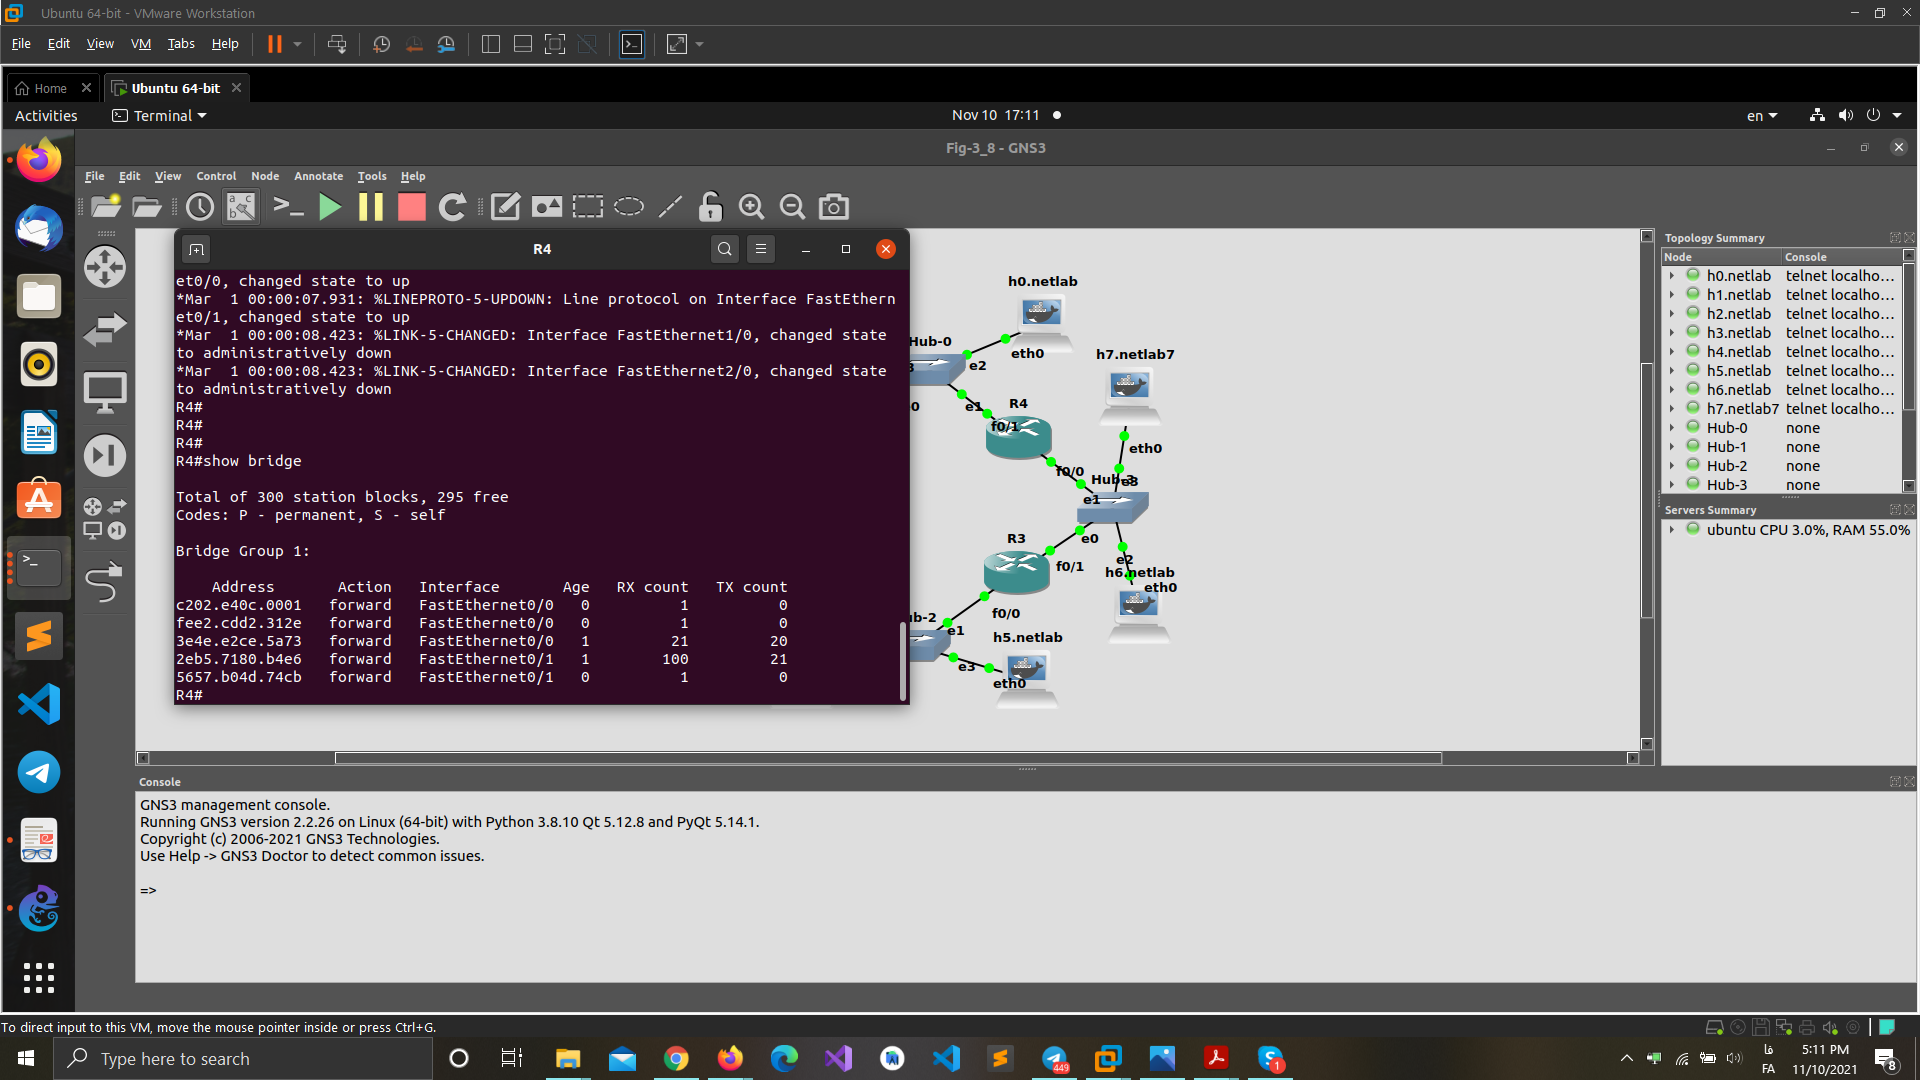 Ubuntu 64-bit - VMware Workstation
File Edit View VM Tabs Help
Home
Ubuntu 64-bit
Activities
Terminal
Nov 10 17:11
en
Fig-3_8 - GNS3
File Edit View Control Node Annotate Tools Help
R4
et0/0, changed state to up
*Mar  1 00:00:07.931: %LINEPROTO-5-UPDOWN: Line protocol on Interface FastEthern
et0/1, changed state to up
*Mar  1 00:00:08.423: %LINK-5-CHANGED: Interface FastEthernet1/0, changed state
to administratively down
*Mar  1 00:00:08.423: %LINK-5-CHANGED: Interface FastEthernet2/0, changed state
to administratively down
R4#
R4#
R4#
R4#show bridge
Total of 300 station blocks, 295 free
Codes: P - permanent, S - self
Bridge Group 1:
Address Action Interface Age RX count TX count
c202.e40c.0001 forward FastEthernet0/0 0 1 0
fee2.cdd2.312e forward FastEthernet0/0 0 1 0
3e4e.e2ce.5a73 forward FastEthernet0/0 1 21 20
2eb5.7180.b4e6 forward FastEthernet0/1 1 100 21
5657.b04d.74cb forward FastEthernet0/1 0 1 0
R4#
h0.netlab
Hub-0
eth0
e2
h7.netlab7
e1
R4
f0/1
eth0
f0/0
Hub-3
e3
e1
R3
e0
f0/1
e2
h6.netlab
eth0
f0/0
ub-2
e1
h5.netlab
e3
eth0
Topology Summary
Node Console
h0.netlab telnet localho...
h1.netlab telnet localho...
h2.netlab telnet localho...
h3.netlab telnet localho...
h4.netlab telnet localho...
h5.netlab telnet localho...
h6.netlab telnet localho...
h7.netlab7 telnet localho...
Hub-0 none
Hub-1 none
Hub-2 none
Hub-3 none
Servers Summary
ubuntu CPU 3.0%, RAM 55.0%
Console
GNS3 management console.
Running GNS3 version 2.2.26 on Linux (64-bit) with Python 3.8.10 Qt 5.12.8 and PyQt 5.14.1.
Copyright (c) 2006-2021 GNS3 Technologies.
Use Help -> GNS3 Doctor to detect common issues.
=>
To direct input to this VM, move the mouse pointer inside or press Ctrl+G.
Type here to search
449
1
فا
FA
5:11 PM
11/10/2021
8